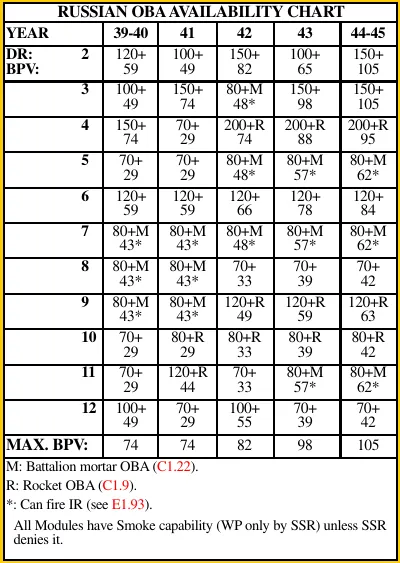 RUSSIAN OBA AVAILABILITY CHART
YEAR 39-40 41 42 43 44-45
DR: 2 120+ 100+ 150+ 100+ 150+
BPV: 59 49 82 65 105
3 100+ 150+ 80+M 150+ 150+
49 74 48* 98 105
4 150+ 70+ 200+R 200+R 200+R
74 29 74 88 95
5 70+ 70+ 80+M 80+M 80+M
29 29 48* 57* 62*
6 120+ 120+ 120+ 120+ 120+
59 59 66 78 84
7 80+M 80+M 80+M 80+M 80+M
43* 43* 48* 57* 62*
8 80+M 80+M 70+ 70+ 70+
43* 43* 33 39 42
9 80+M 80+M 120+R 120+R 120+R
43* 43* 49 59 63
10 70+ 80+R 80+R 80+R 80+R
29 29 33 39 42
11 70+ 120+R 70+ 80+M 80+M
29 44 33 57* 62*
12 100+ 70+ 100+ 70+ 70+
49 29 55 39 42
MAX. BPV: 74 74 82 98 105
M: Battalion mortar OBA (C1.22).
R: Rocket OBA (C1.9).
*: Can fire IR (see E1.93).
All Modules have Smoke capability (WP only by SSR) unless SSR
denies it.